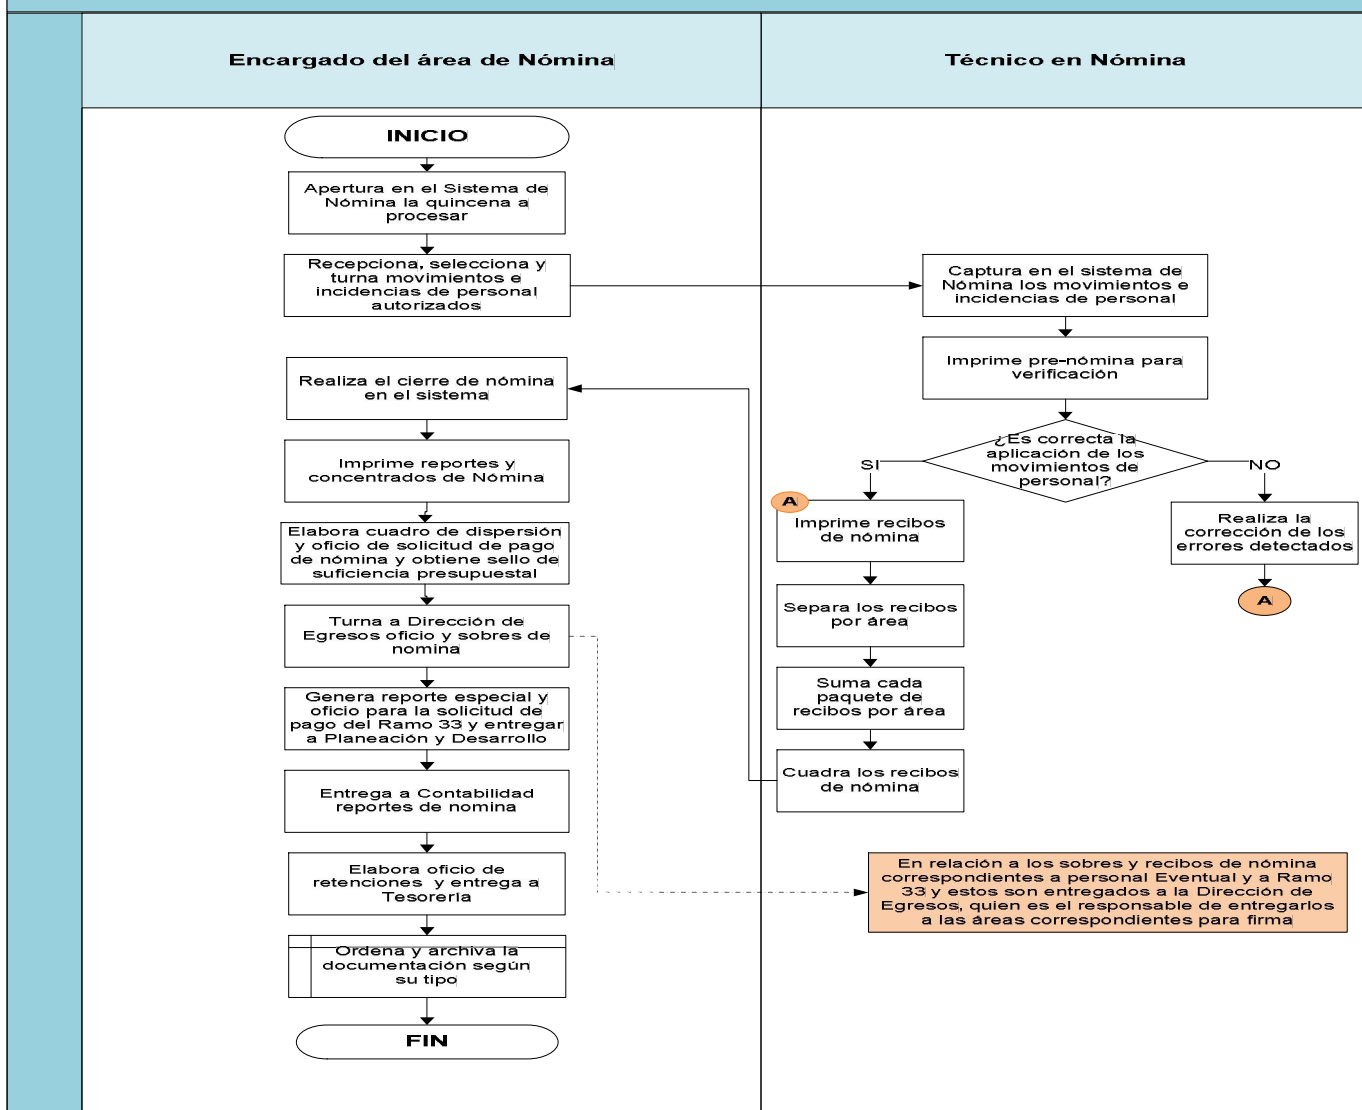 Encargado del área de Nómina
Técnico en Nómina
INICIO
Apertura en el Sistema de
Nómina la quincena a
procesar
Recepciona, selecciona y
turna movimientos e
incidencias de personal
autorizados
Captura en el sistema de
Nómina los movimientos e
incidencias de personal
Imprime pre-nómina para
verificación
¿Es correcta la
aplicación de los
movimientos de
personal?
SI
NO
A
Imprime recibos
de nómina
Realiza la
corrección de los
errores detectados
A
Separa los recibos
por área
Suma cada
paquete de
recibos por área
Cuadra los recibos
de nómina
Realiza el cierre de nómina
en el sistema
Imprime reportes y
concentrados de Nómina
Elabora cuadro de dispersión
y oficio de solicitud de pago
de nómina y obtiene sello de
suficiencia presupuestal
Turna a Dirección de
Egresos oficio y sobres de
nomina
Genera reporte especial y
oficio para la solicitud de
pago del Ramo 33 y entregar
a Planeación y Desarrollo
Entrega a Contabilidad
reportes de nomina
Elabora oficio de
retenciones y entrega a
Tesorería
Ordena y archiva la
documentación según
su tipo
FIN
En relación a los sobres y recibos de nómina
correspondientes a personal Eventual y a Ramo
33 y estos son entregados a la Dirección de
Egresos, quien es el responsable de entregarlos
a las áreas correspondientes para firma